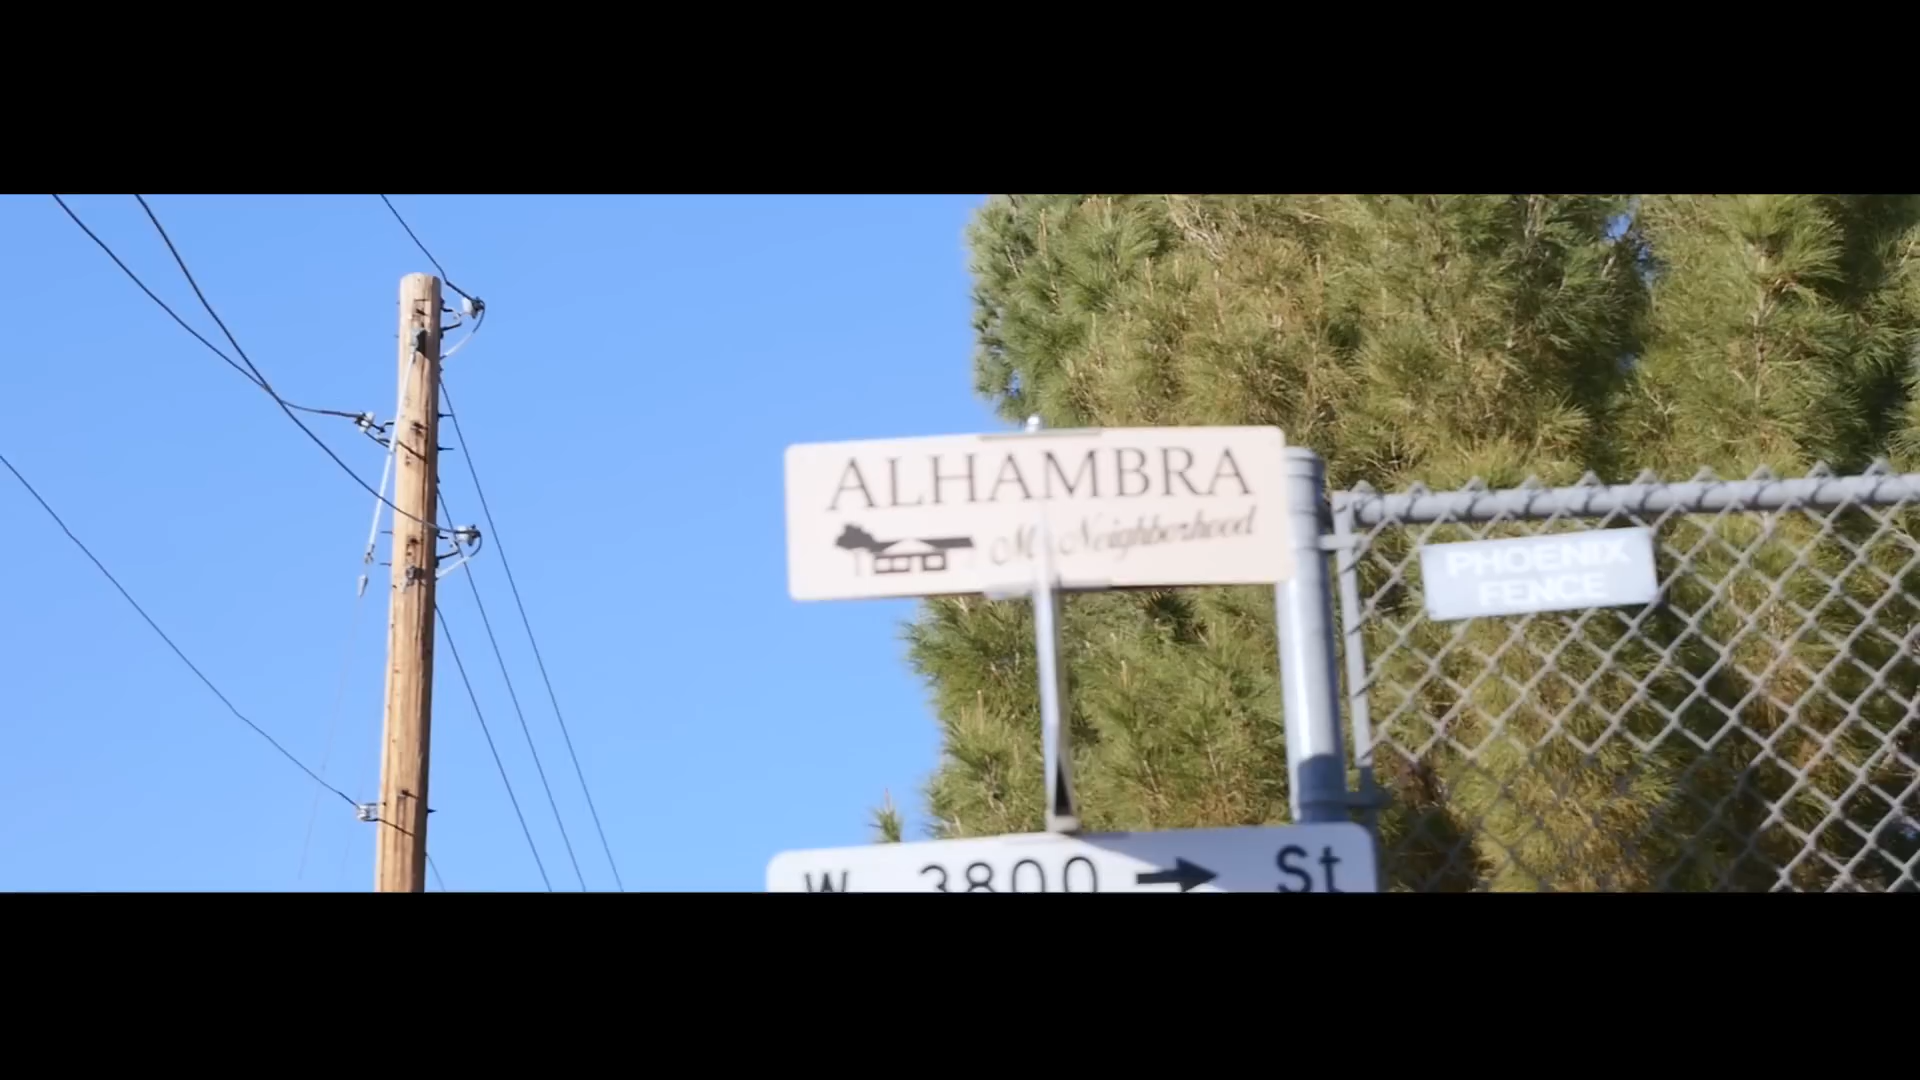 ALHAMBRA
My Neighborhood
PHOENIX
FENCE
W 3800 → St